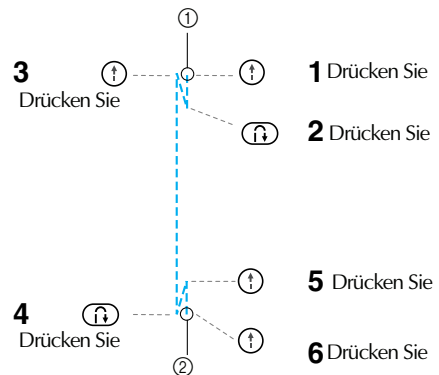 ①
3
Drücken Sie
1 Drücken Sie
2 Drücken Sie
5 Drücken Sie
4
Drücken Sie
6 Drücken Sie
②